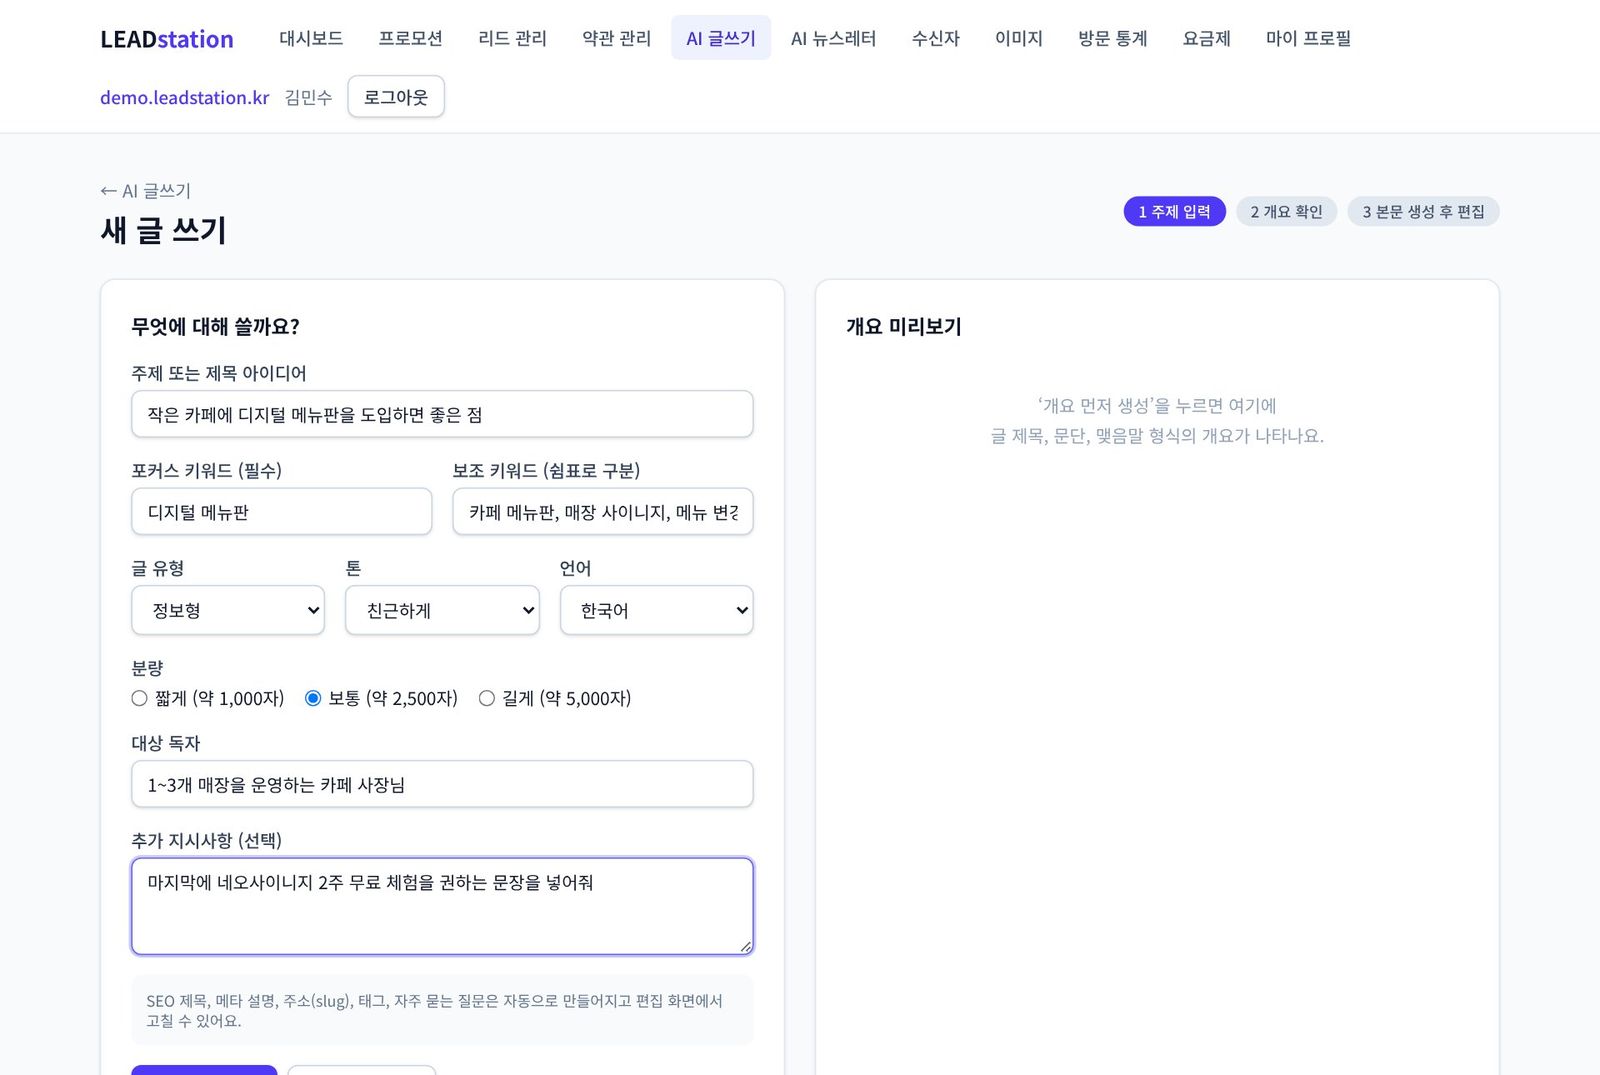 LEADstation
대시보드
프로모션
리드 관리
약관 관리
AI 글쓰기
AI 뉴스레터
수신자
이미지
방문 통계
요금제
마이 프로필
demo.leadstation.kr
김민수
로그아웃
← AI 글쓰기
새 글 쓰기
1 주제 입력
2 개요 확인
3 본문 생성 후 편집
무엇에 대해 쓸까요?
주제 또는 제목 아이디어
작은 카페에 디지털 메뉴판을 도입하면 좋은 점
포커스 키워드 (필수)
보조 키워드 (쉼표로 구분)
디지털 메뉴판
카페 메뉴판, 매장 사이니지, 메뉴 변경
글 유형
톤
언어
정보형
친근하게
한국어
분량
짧게 (약 1,000자)
보통 (약 2,500자)
길게 (약 5,000자)
대상 독자
1~3개 매장을 운영하는 카페 사장님
추가 지시사항 (선택)
마지막에 네오사이니지 2주 무료 체험을 권하는 문장을 넣어줘
SEO 제목, 메타 설명, 주소(slug), 태그, 자주 묻는 질문은 자동으로 만들어지고 편집 화면에서
고칠 수 있어요.
개요 미리보기
‘개요 먼저 생성’을 누르면 여기에
글 제목, 문단, 맺음말 형식의 개요가 나타나요.